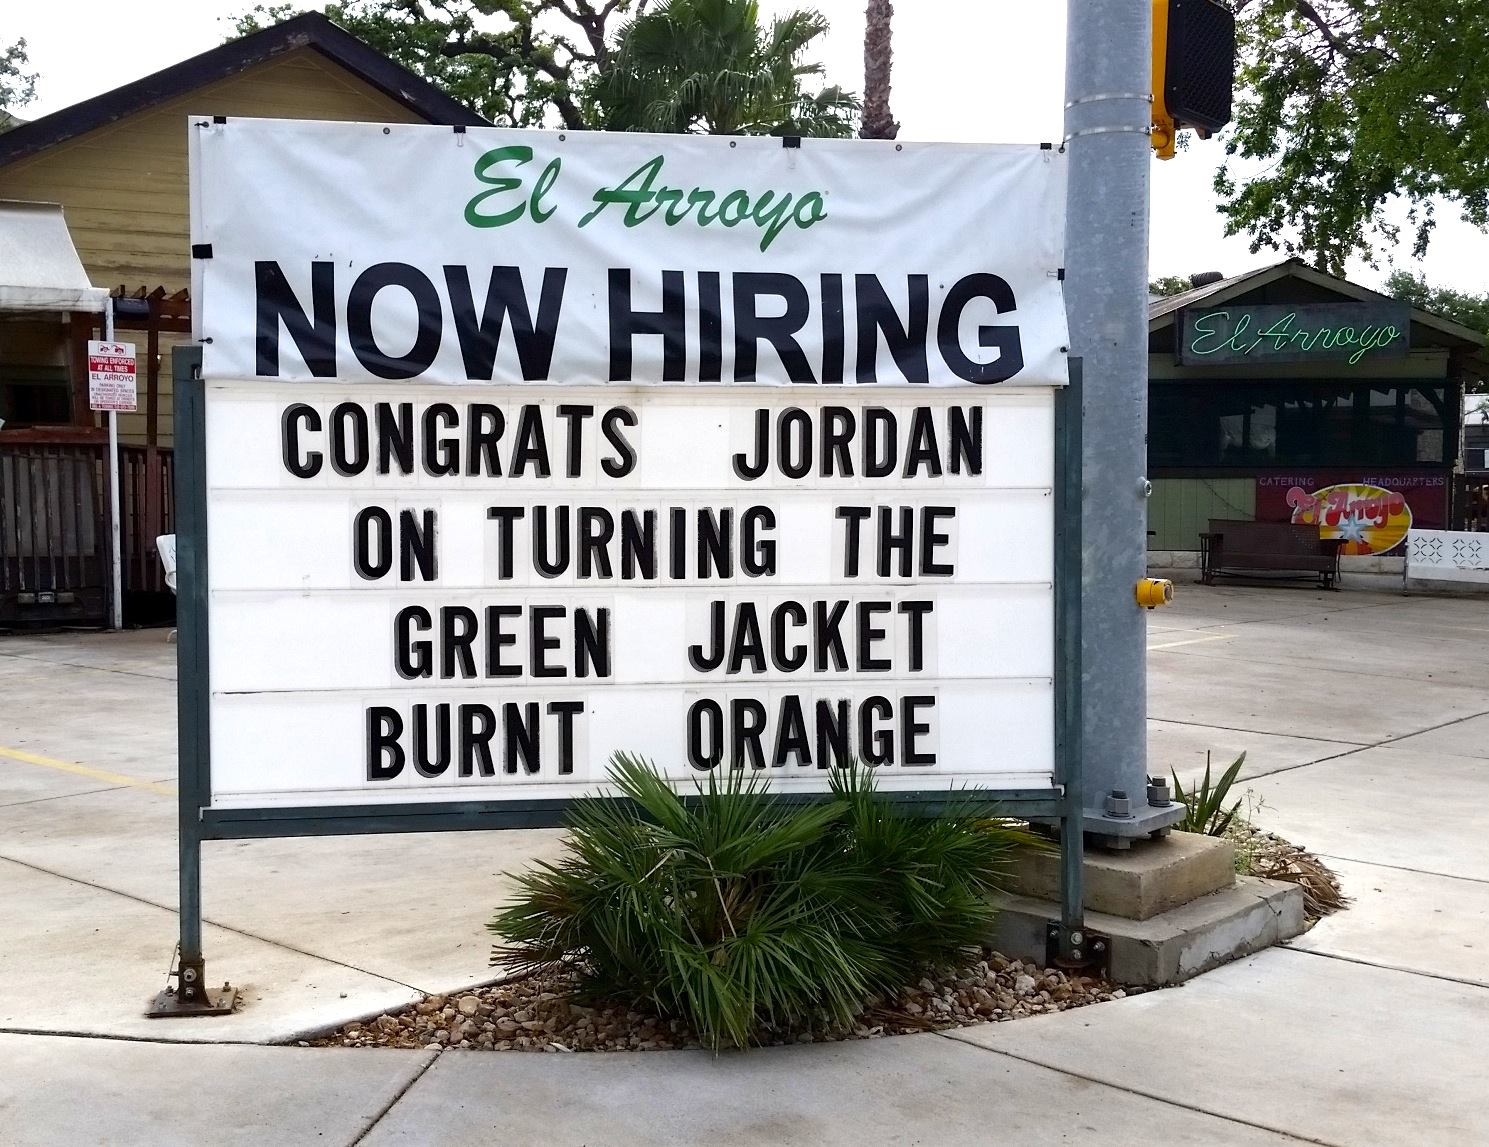 El Arroyo
NOW HIRING
CONGRATS JORDAN
ON TURNING THE
GREEN JACKET
BURNT ORANGE
TOWING ENFORCED
AT ALL TIMES
EL ARROYO
El Arroyo
CATERING HEADQUARTERS
El Arroyo